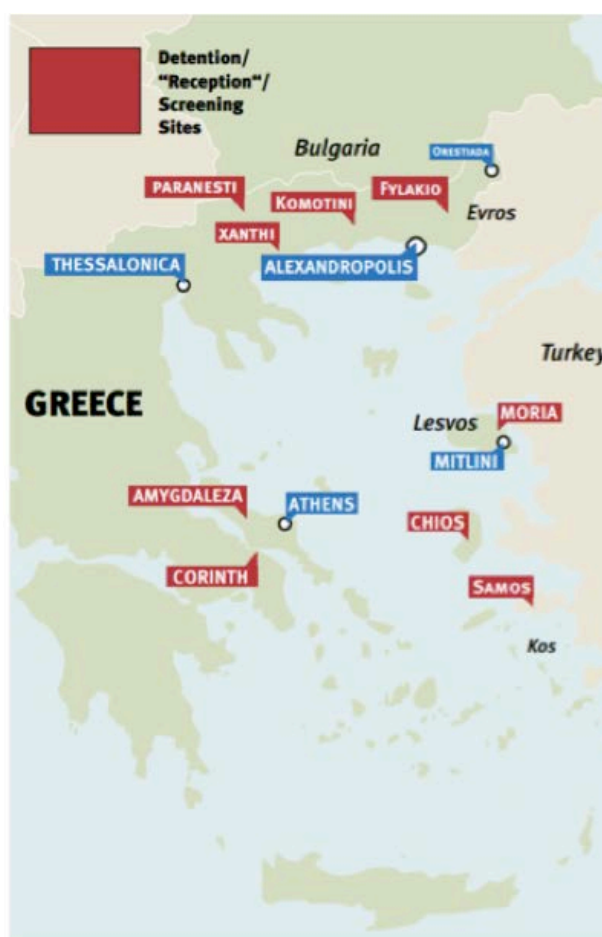 Detention/
"Reception"/
Screening
Sites
Bulgaria
ORESTIADA
PARANESTI
KOMOTINI
FYLAKIO
Evros
XANTHI
THESSALONICA
ALEXANDROPOLIS
Turkey
GREECE
Lesvos
MORIA
MITLINI
AMYGDALEZA
ATHENS
CHIOS
CORINTH
SAMOS
Kos